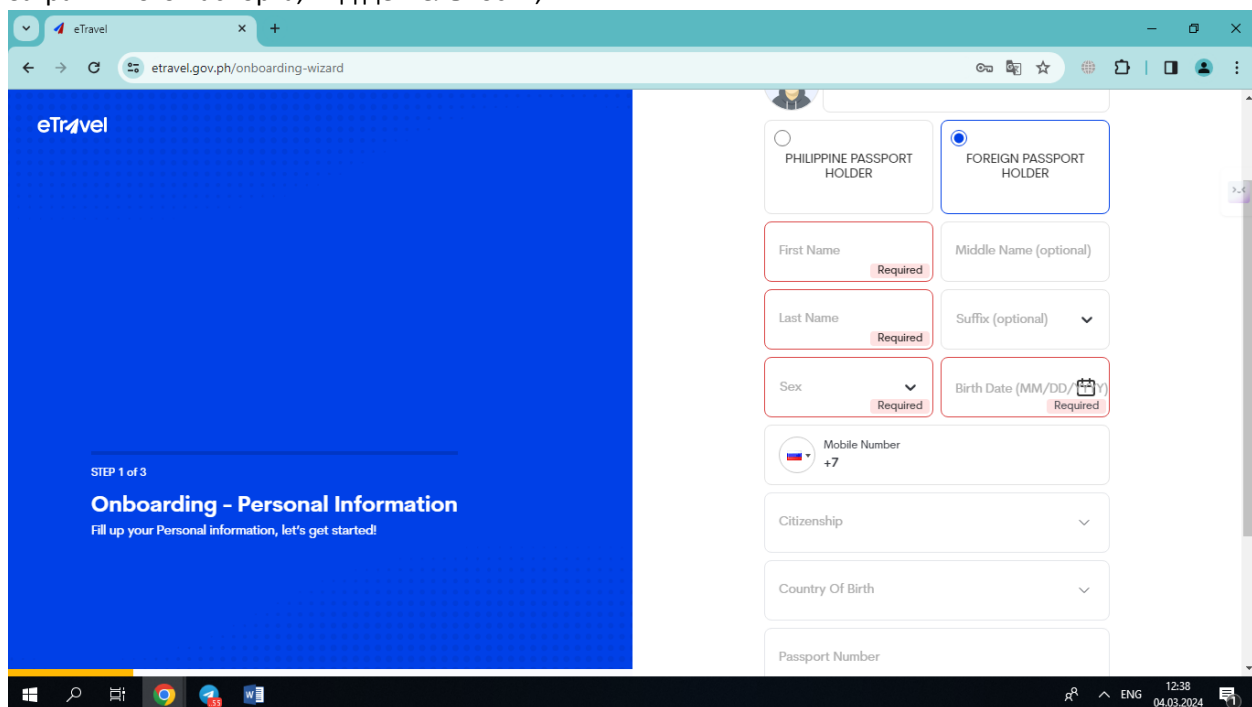 eTravel
etravel.gov.ph/onboarding-wizard
eTravel
PHILIPPINE PASSPORT
HOLDER
FOREIGN PASSPORT
HOLDER
First Name
Required
Middle Name (optional)
Last Name
Required
Suffix (optional)
Sex
Required
Birth Date (MM/DD/YYYY)
Required
Mobile Number
+7
STEP 1 of 3
Onboarding - Personal Information
Fill up your Personal information, let's get started!
Citizenship
Country Of Birth
Passport Number
55
W
ENG
12:38
04.03.2024
1